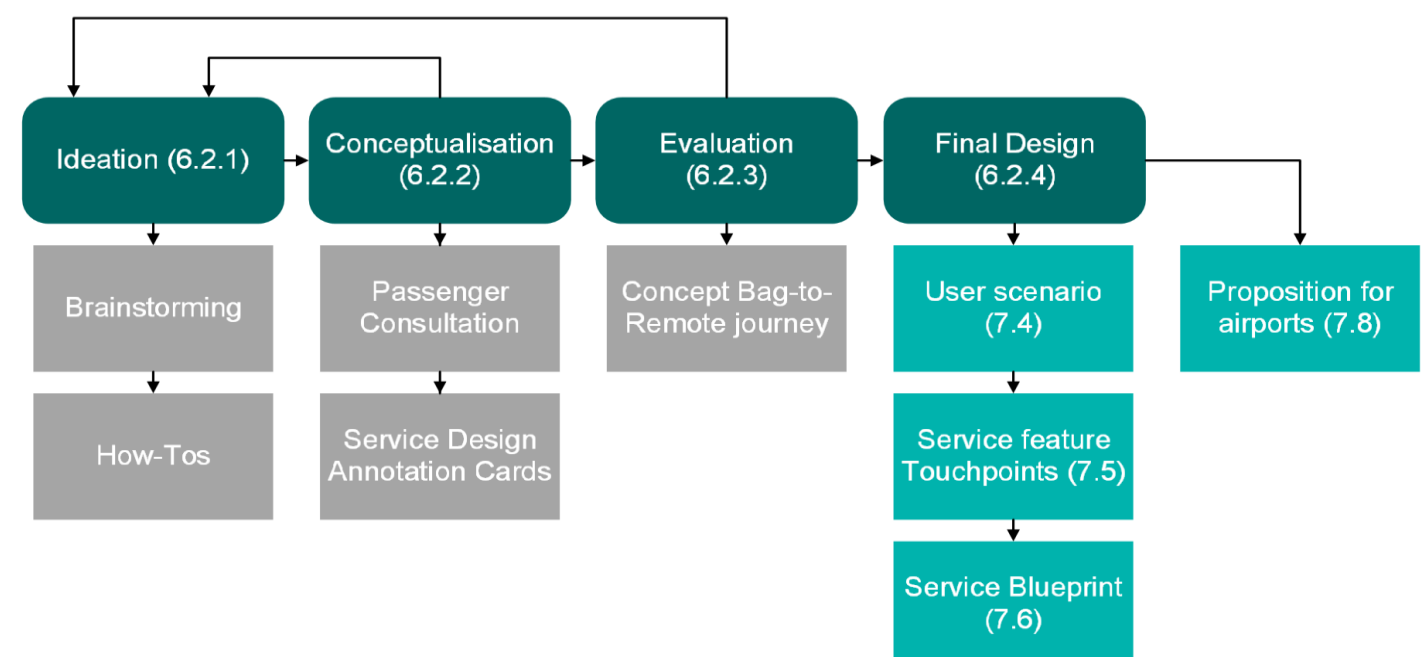 Ideation (6.2.1)
Conceptualisation
(6.2.2)
Evaluation
(6.2.3)
Final Design
(6.2.4)
Brainstorming
Passenger
Consultation
Concept Bag-to-
Remote journey
User scenario
(7.4)
Proposition for
airports (7.8)
How-Tos
Service Design
Annotation Cards
Service feature
Touchpoints (7.5)
Service Blueprint
(7.6)